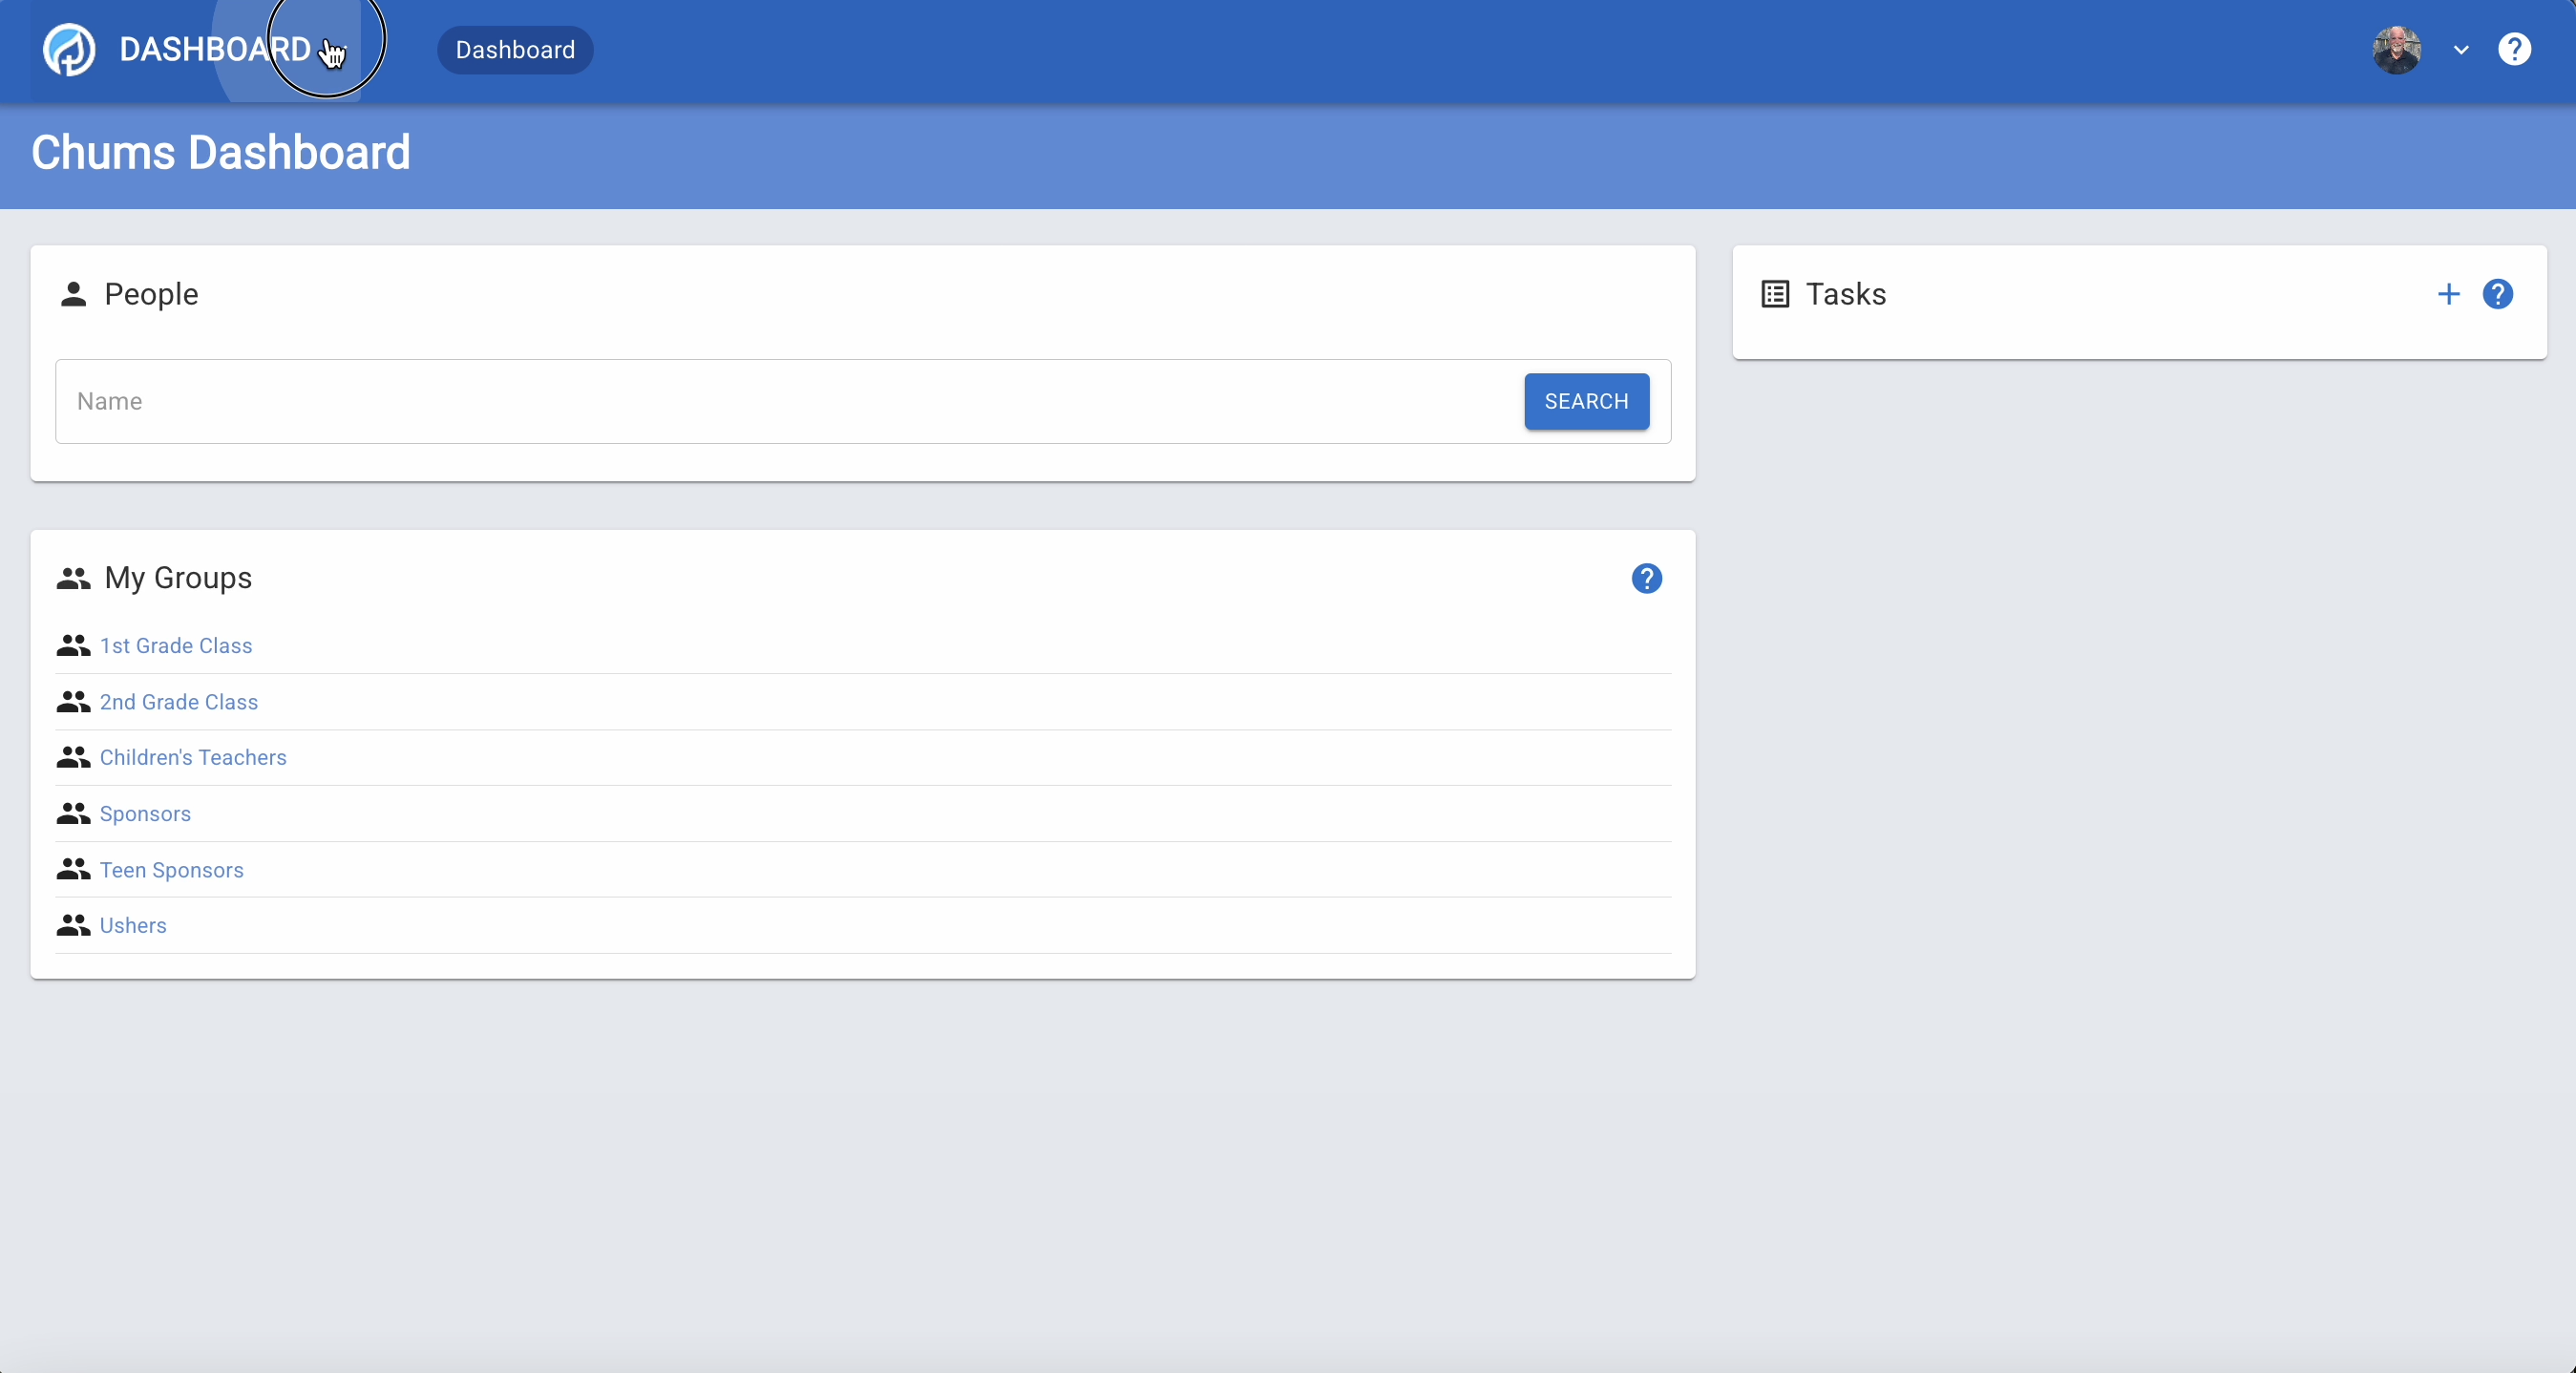 DASHBOARD
Dashboard
Chums Dashboard
People
Name
SEARCH
My Groups
1st Grade Class
2nd Grade Class
Children's Teachers
Sponsors
Teen Sponsors
Ushers
Tasks